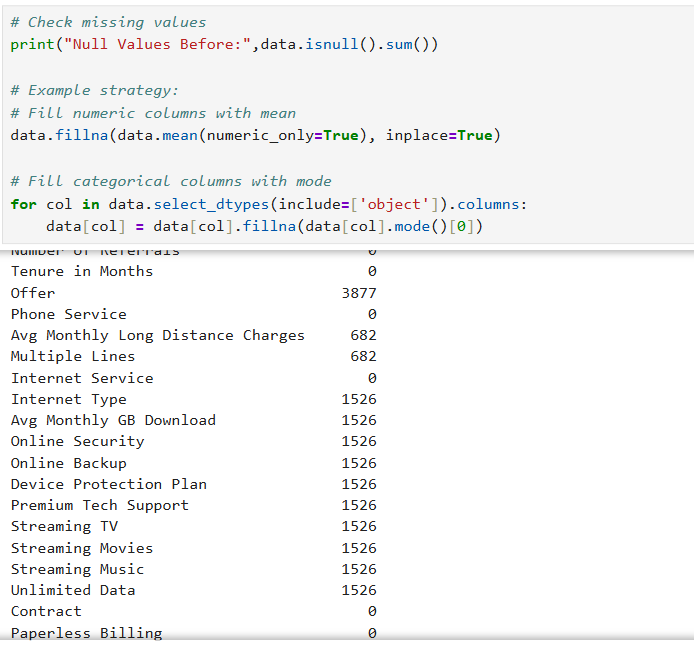 # Check missing values
print("Null Values Before:",data.isnull().sum())
# Example strategy:
# Fill numeric columns with mean
data.fillna(data.mean(numeric_only=True), inplace=True)
# Fill categorical columns with mode
for col in data.select_dtypes(include=['object']).columns:
    data[col] = data[col].fillna(data[col].mode()[0])
Number of Referrals 0
Tenure in Months 0
Offer 3877
Phone Service 0
Avg Monthly Long Distance Charges 682
Multiple Lines 682
Internet Service 0
Internet Type 1526
Avg Monthly GB Download 1526
Online Security 1526
Online Backup 1526
Device Protection Plan 1526
Premium Tech Support 1526
Streaming TV 1526
Streaming Movies 1526
Streaming Music 1526
Unlimited Data 1526
Contract 0
Paperless Billing 0